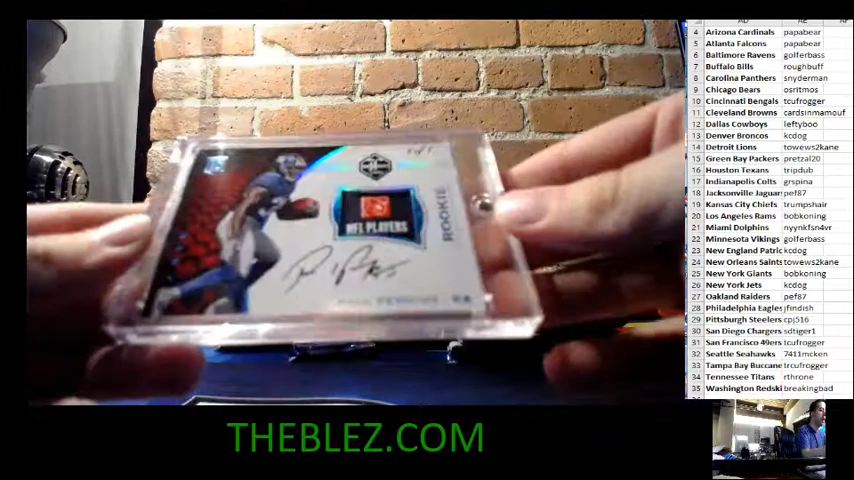 1/1
NFL PLAYERS
ROOKIE
THEBLEZ.COM
AD AE AF
4 Arizona Cardinals papabear
5 Atlanta Falcons papabear
6 Baltimore Ravens golferbass
7 Buffalo Bills roughbuff
8 Carolina Panthers snyderman
9 Chicago Bears osritmos
10 Cincinnati Bengals tcufrogger
11 Cleveland Browns cardsinmamouf
12 Dallas Cowboys leftyboo
13 Denver Broncos kcdog
14 Detroit Lions towews2kane
15 Green Bay Packers pretzal20
16 Houston Texans tripdub
17 Indianapolis Colts grspina
18 Jacksonville Jaguar papabear
19 Kansas City Chiefs trumpshair
20 Los Angeles Rams bobkoning
21 Miami Dolphins nyynkfsn4vr
22 Minnesota Vikings golferbass
23 New England Patric kcdog
24 New Orleans Saints towews2kane
25 New York Giants bobkoning
26 New York Jets kcdog
27 Oakland Raiders pef87
28 Philadelphia Eagles jfindish
29 Pittsburgh Steelers cpj516
30 San Diego Chargers sdtiger1
31 San Francisco 49ers tcufrogger
32 Seattle Seahawks 7411mcken
33 Tampa Bay Buccane trcufrogger
34 Tennessee Titans rthrone
35 Washington Redski breakingbad